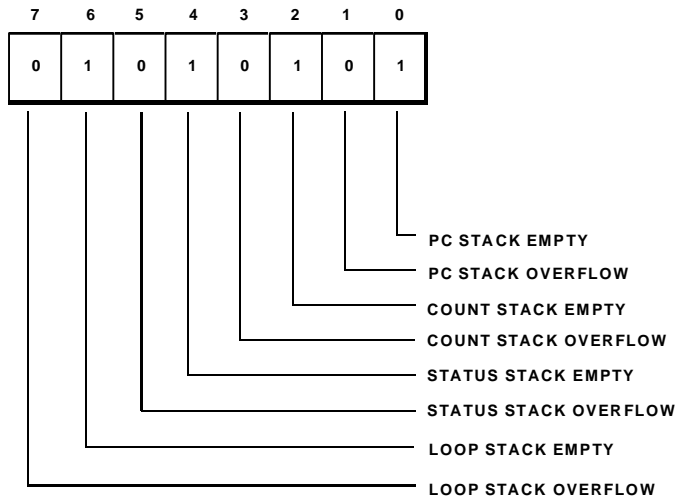 7 6 5 4 3 2 1 0
0 1 0 1 0 1 0 1
PC STACK EMPTY
PC STACK OVERFLOW
COUNT STACK EMPTY
COUNT STACK OVERFLOW
STATUS STACK EMPTY
STATUS STACK OVERFLOW
LOOP STACK EMPTY
LOOP STACK OVERFLOW